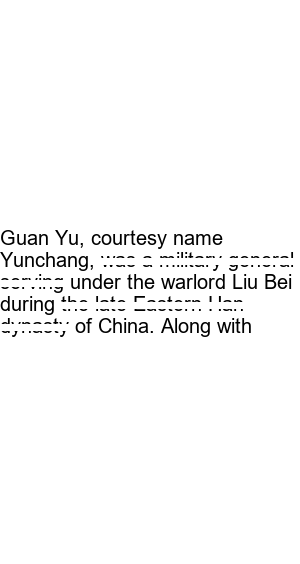 Guan Yu, courtesy name
Yunchang, was a military general
serving under the warlord Liu Bei
during the late Eastern Han
dynasty of China. Along with